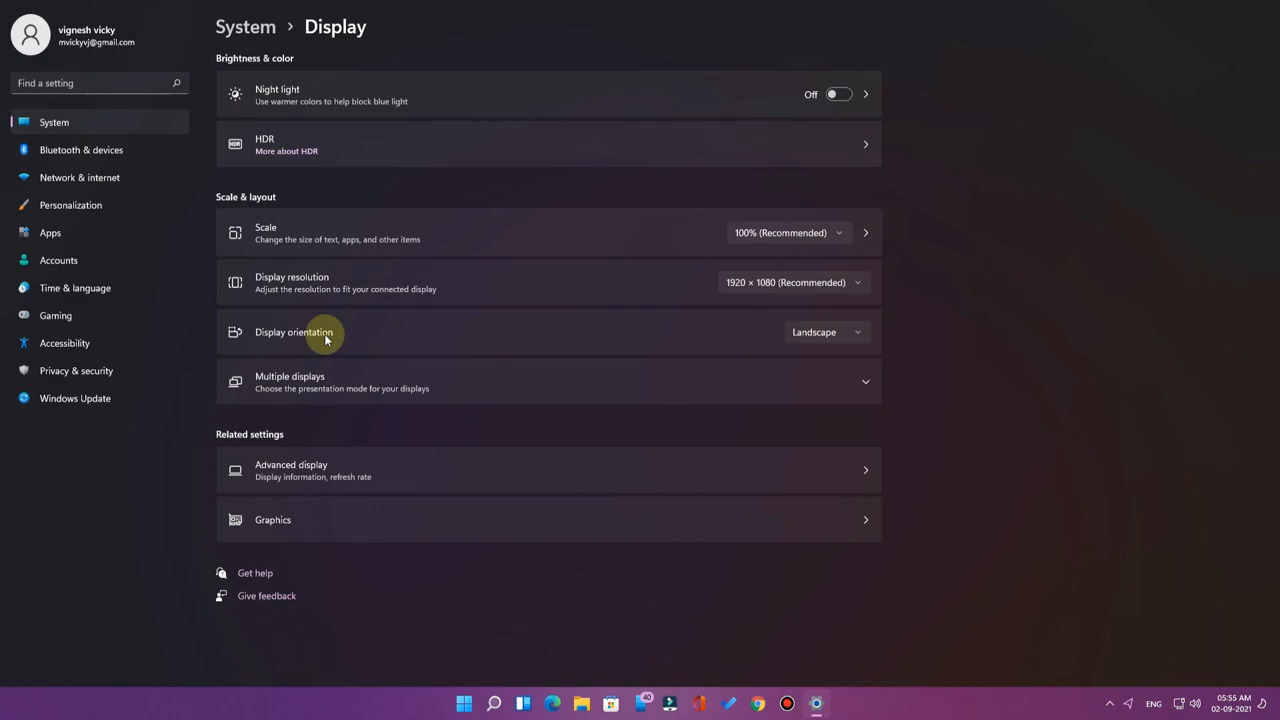 vignesh vicky
mvickyvj@gmail.com
Find a setting
System
Bluetooth & devices
Network & internet
Personalization
Apps
Accounts
Time & language
Gaming
Accessibility
Privacy & security
Windows Update
System > Display
Brightness & color
Night light
Use warmer colors to help block blue light
Off
HDR
HDR
More about HDR
Scale & layout
Scale
Change the size of text, apps, and other items
100% (Recommended)
Display resolution
Adjust the resolution to fit your connected display
1920 × 1080 (Recommended)
Display orientation
Landscape
Multiple displays
Choose the presentation mode for your displays
Related settings
Advanced display
Display information, refresh rate
Graphics
Get help
Give feedback
40
ENG
05:55 AM
02-09-2021